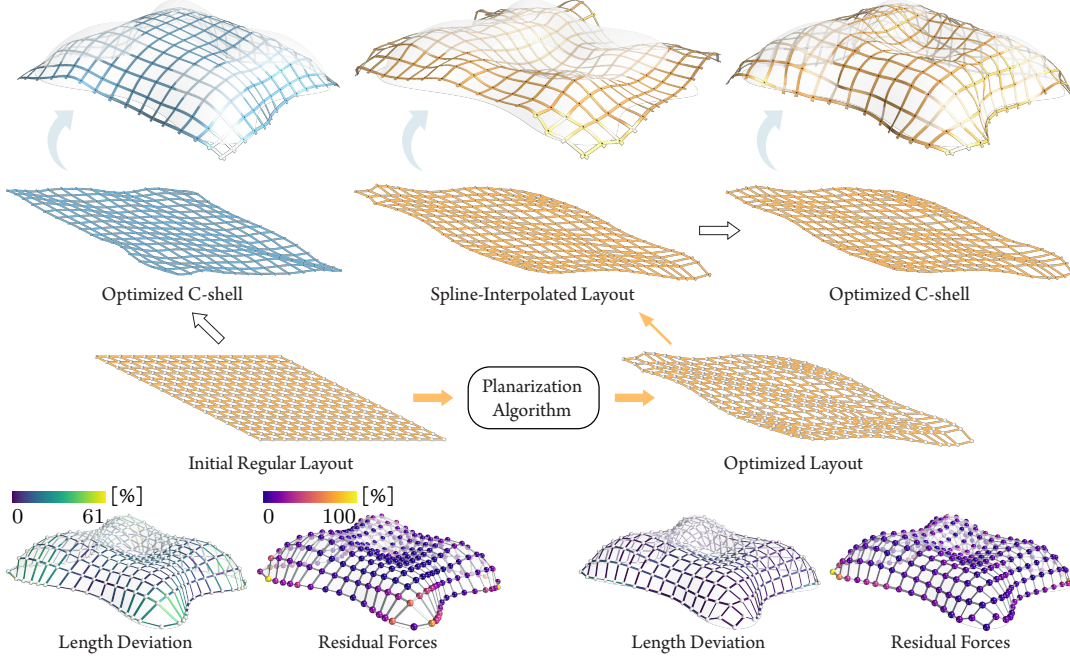 Optimized C-shell
Spline-Interpolated Layout
Optimized C-shell
Planarization
Algorithm
Initial Regular Layout
Optimized Layout
[%]
0 61
[%]
0 100
Length Deviation
Residual Forces
Length Deviation
Residual Forces